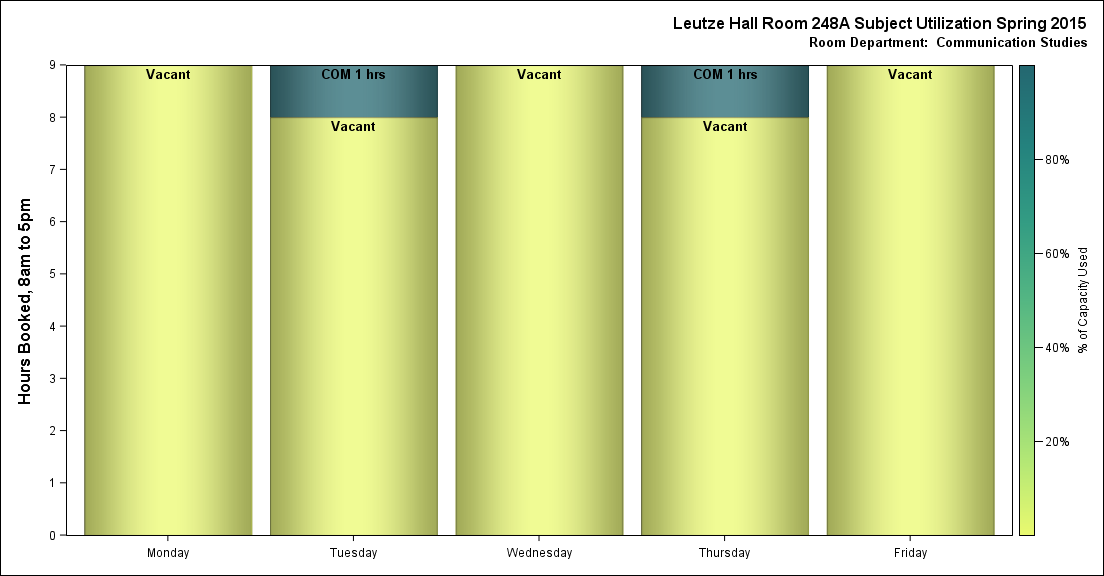 Leutze Hall Room 248A Subject Utilization Spring 2015
Room Department:  Communication Studies
Hours Booked, 8am to 5pm
9
8
7
6
5
4
3
2
1
0
Vacant
COM 1 hrs
Vacant
Vacant
COM 1 hrs
Vacant
Vacant
Monday
Tuesday
Wednesday
Thursday
Friday
80%
60%
40%
20%
% of Capacity Used